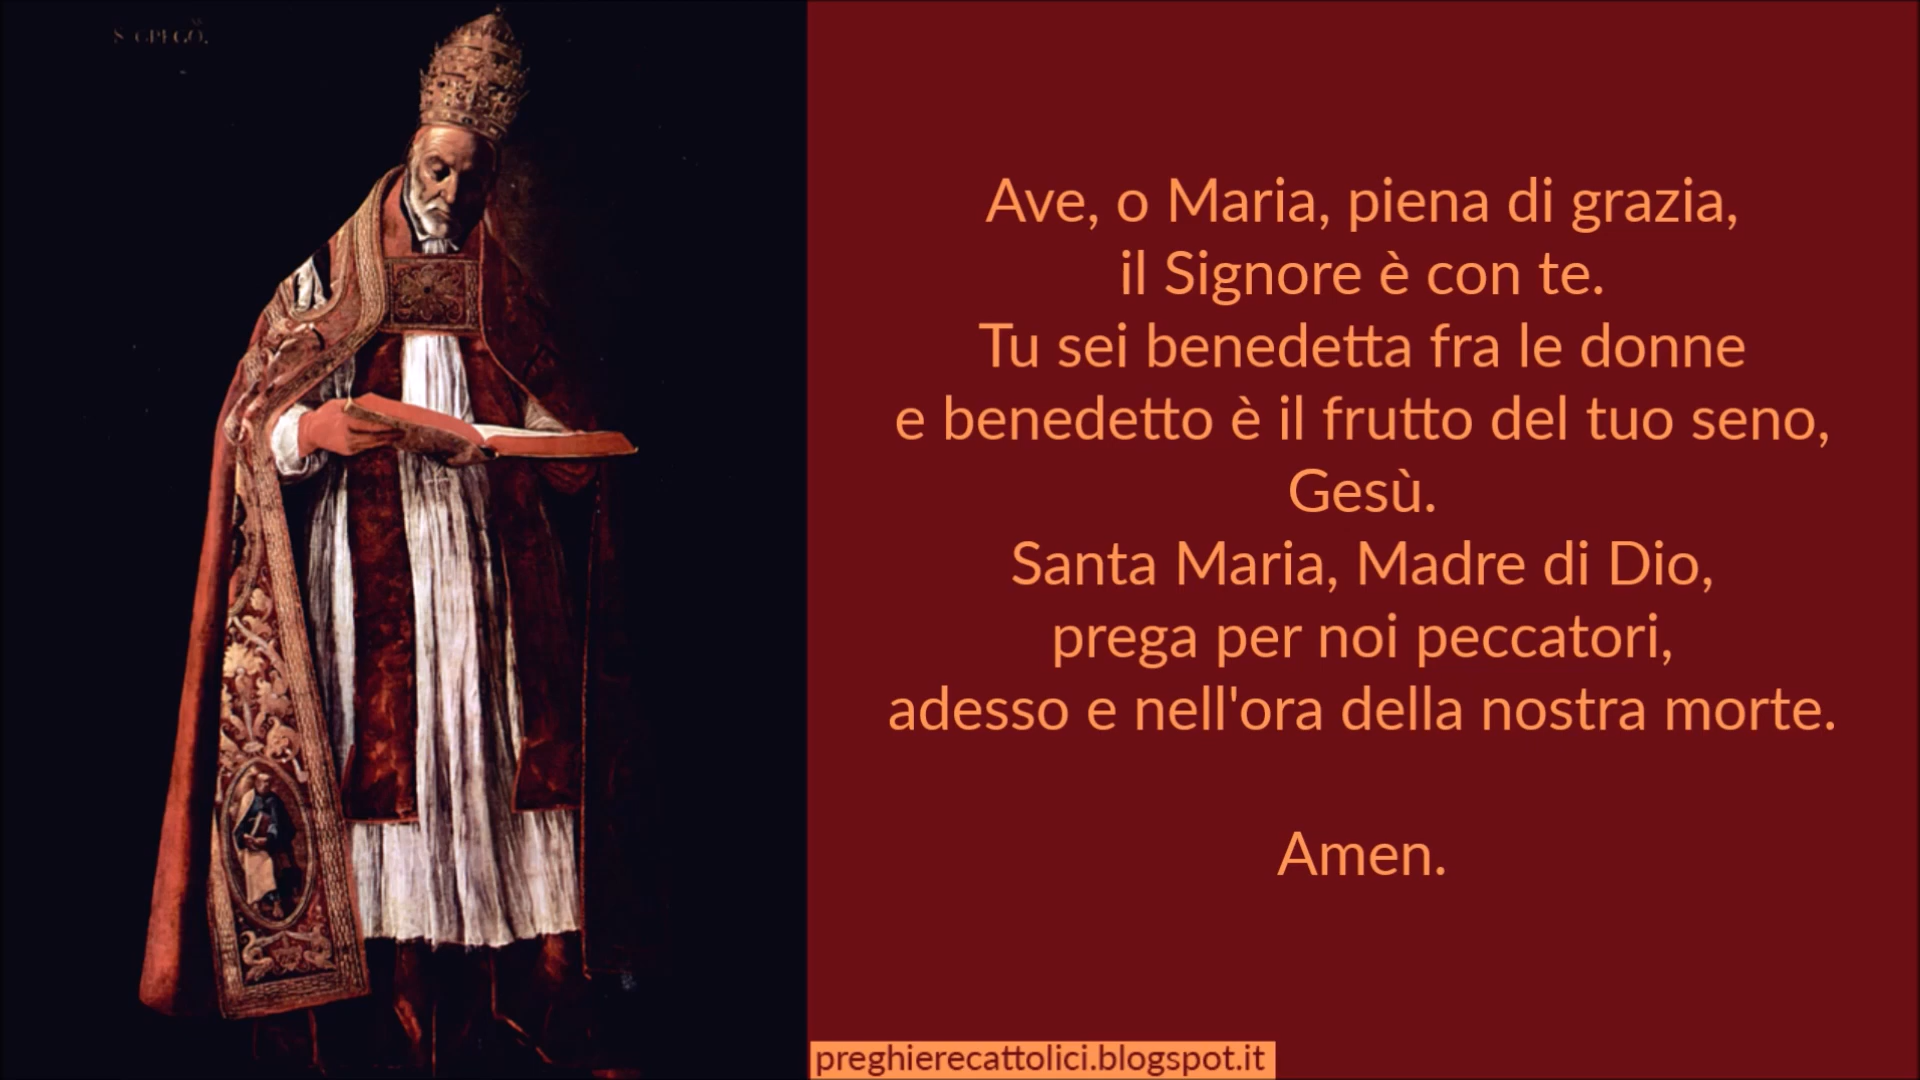 S GREGO.
Ave, o Maria, piena di grazia,
il Signore è con te.
Tu sei benedetta fra le donne
e benedetto è il frutto del tuo seno,
Gesù.
Santa Maria, Madre di Dio,
prega per noi peccatori,
adesso e nell'ora della nostra morte.
Amen.
preghierecattolici.blogspot.it